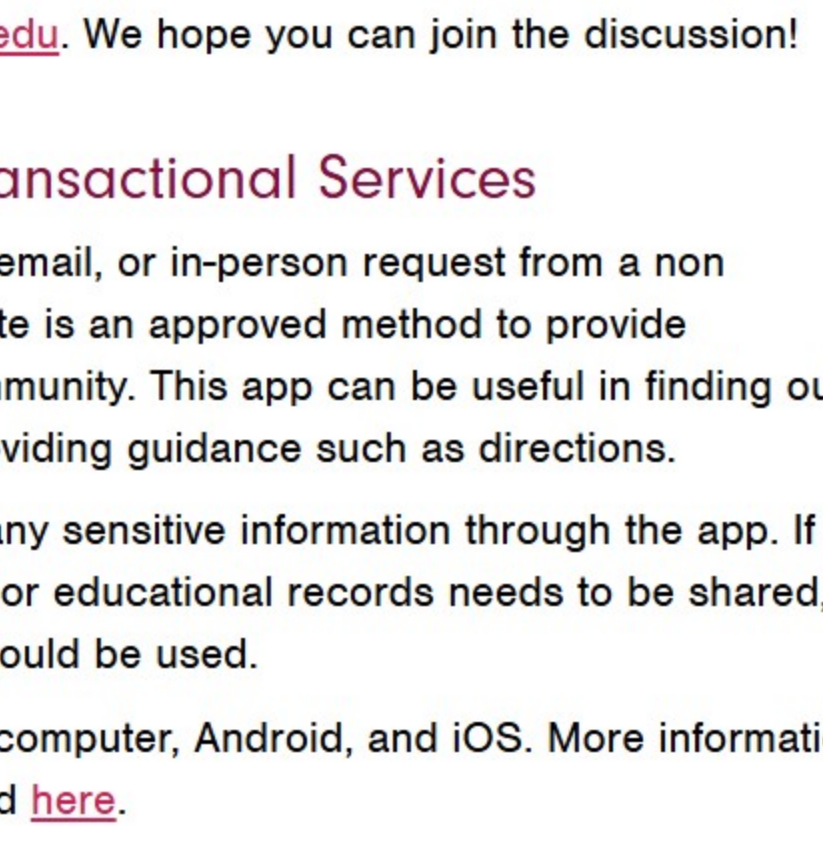 edu. We hope you can join the discussion!
ansactional Services
email, or in-person request from a non
te is an approved method to provide
munity. This app can be useful in finding ou
viding guidance such as directions.
any sensitive information through the app. If
or educational records needs to be shared,
ould be used.
computer, Android, and iOS. More informati
d here.